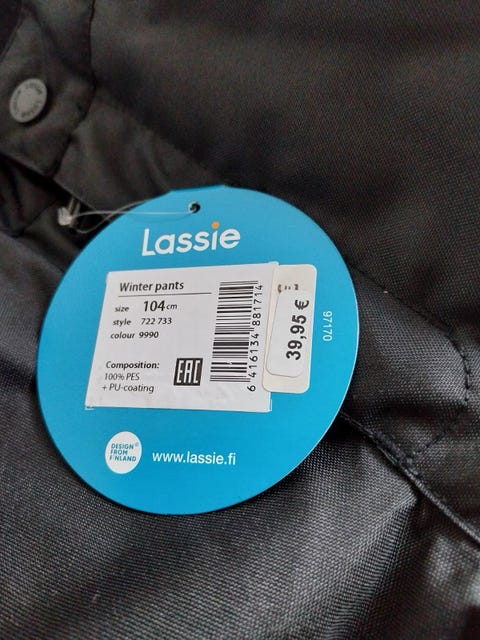 Lassie
Winter pants
size 104 cm
style 722 733
colour 9990
Composition:
100% PES
+ PU-coating
EAC
6 416134 881714
39,95 €
97170
DESIGN
FROM
FINLAND
www.lassie.fi